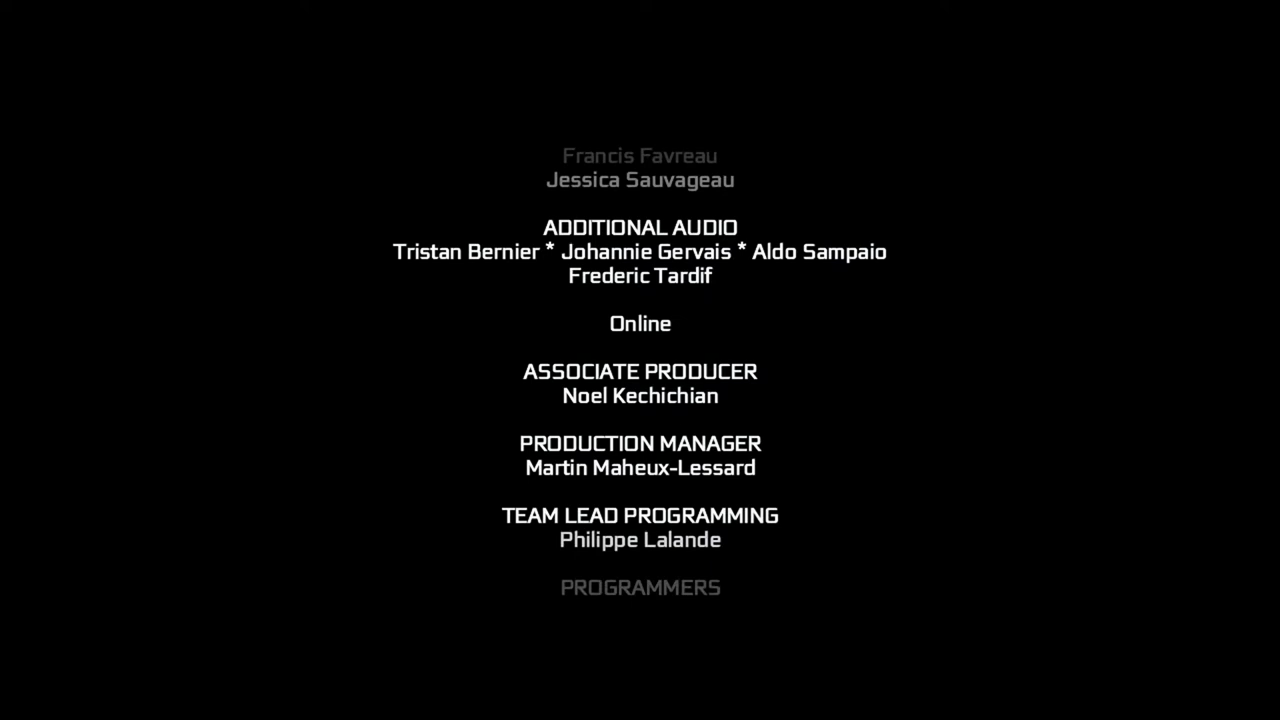 Francis Favreau
Jessica Sauvageau
ADDITIONAL AUDIO
Tristan Bernier * Johannie Gervais * Aldo Sampaio
Frederic Tardif
Online
ASSOCIATE PRODUCER
Noel Kechichian
PRODUCTION MANAGER
Martin Maheux-Lessard
TEAM LEAD PROGRAMMING
Philippe Lalande
PROGRAMMERS